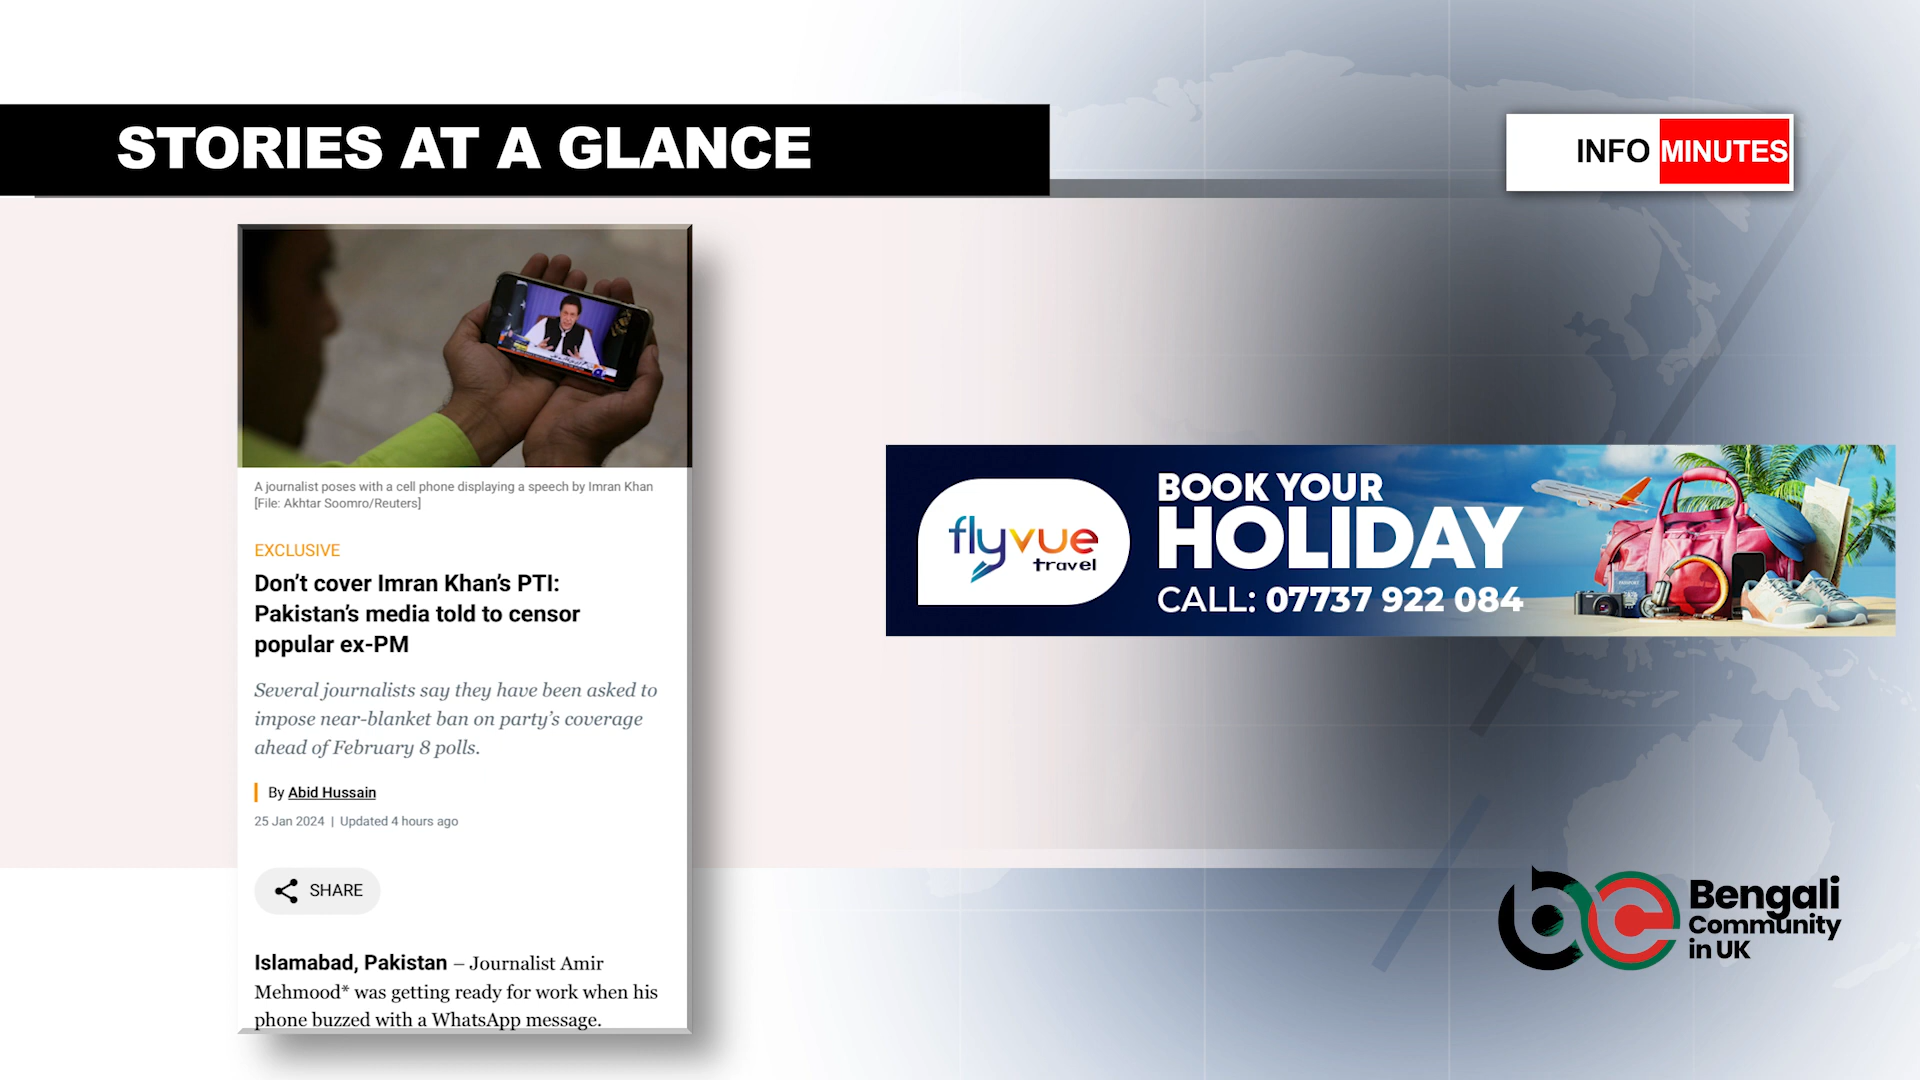 STORIES AT A GLANCE
INFO MINUTES
A journalist poses with a cell phone displaying a speech by Imran Khan
[File: Akhtar Soomro/Reuters]
EXCLUSIVE
Don’t cover Imran Khan’s PTI:
Pakistan’s media told to censor
popular ex-PM
Several journalists say they have been asked to
impose near-blanket ban on party’s coverage
ahead of February 8 polls.
By Abid Hussain
25 Jan 2024 | Updated 4 hours ago
SHARE
Islamabad, Pakistan – Journalist Amir
Mehmood* was getting ready for work when his
phone buzzed with a WhatsApp message.
flyvue
travel
BOOK YOUR
HOLIDAY
CALL: 07737 922 084
bc
Bengali
Community
in UK